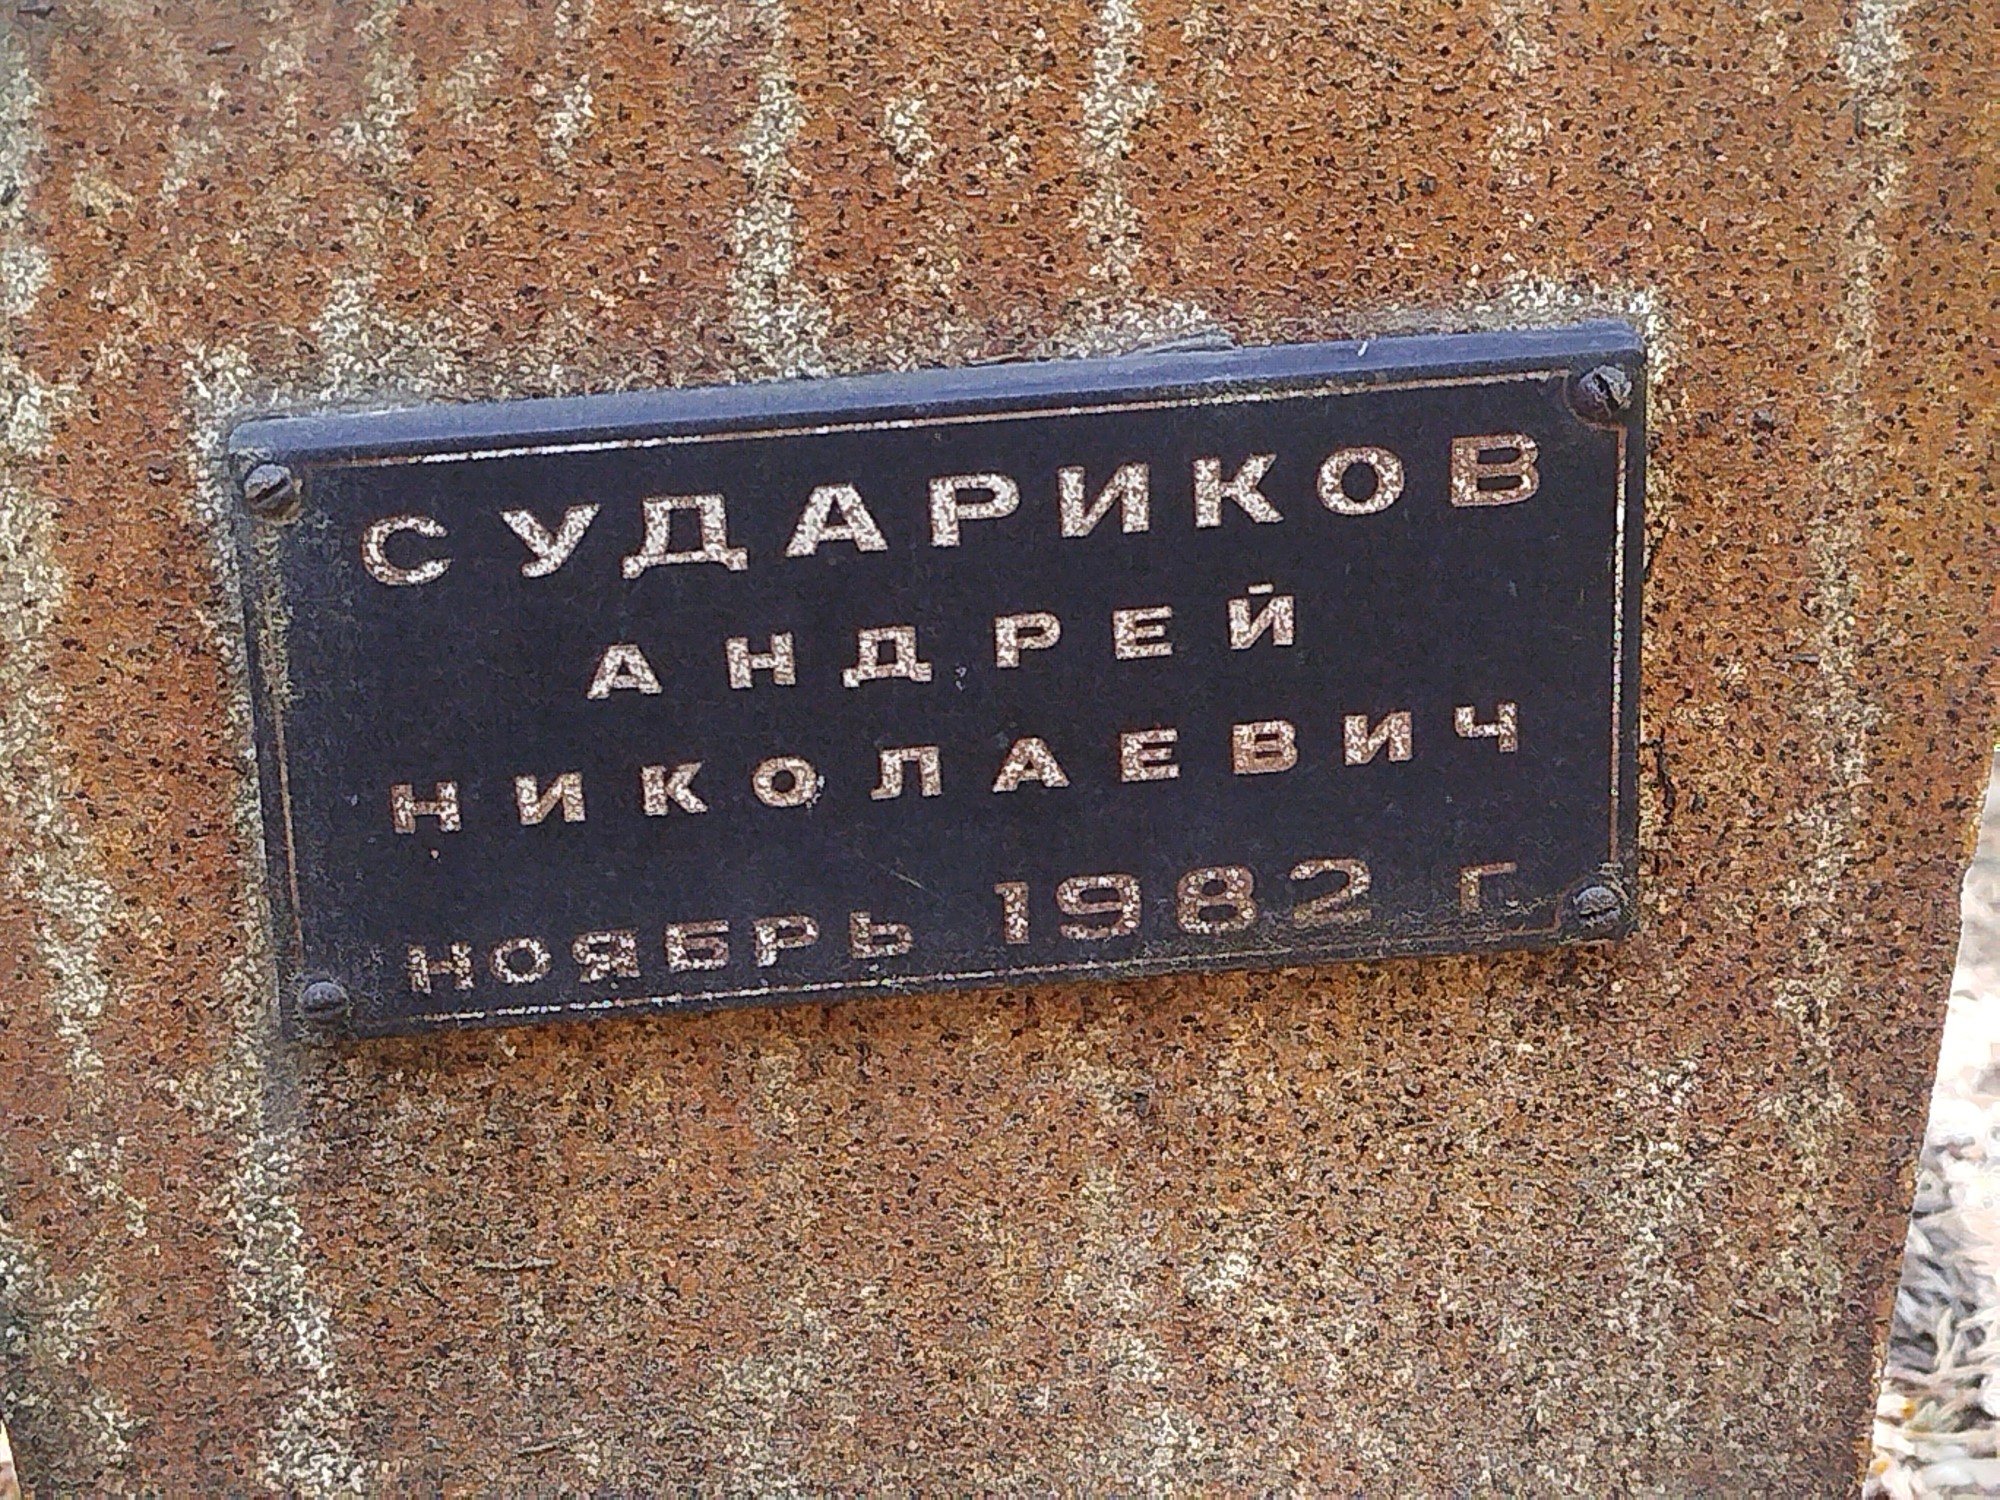 СУДАРИКОВ
АНДРЕЙ
НИКОЛАЕВИЧ
НОЯБРЬ 1982 Г.